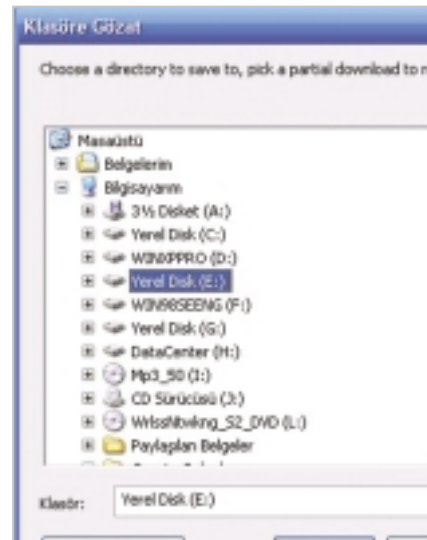 Klasöre Gözat
Choose a directory to save to, pick a partial download to
Masaüstü
Belgelerim
Bilgisayarım
3½ Disket (A:)
Yerel Disk (C:)
WINXPPRO (D:)
Yerel Disk (E:)
WIN98SEENG (F:)
Yerel Disk (G:)
DataCenter (H:)
Mp3_50 (I:)
CD Sürücüsü (J:)
WrlssNtwkng_S2_DVD (L:)
Paylaşılan Belgeler
Klasör:
Yerel Disk (E:)